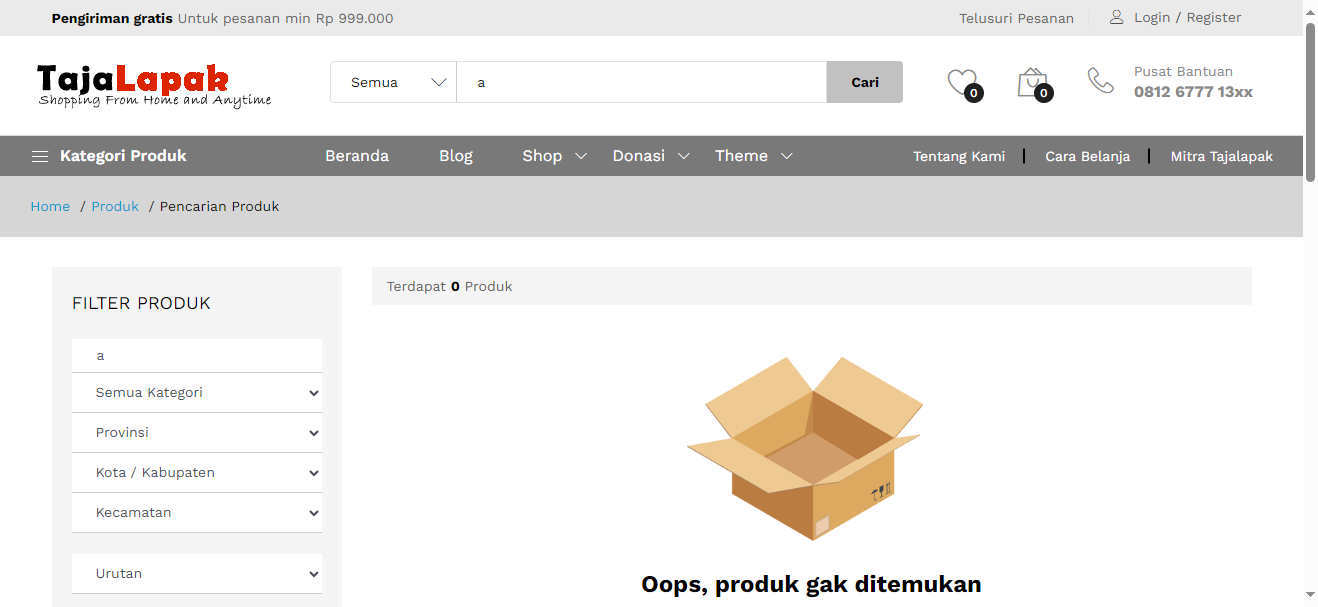 Pengiriman gratis Untuk pesanan min Rp 999.000
Telusuri Pesanan
Login / Register
TajaLapak
Shopping From Home and Anytime
Semua
a
Cari
0
0
Pusat Bantuan
0812 6777 13xx
Kategori Produk
Beranda
Blog
Shop
Donasi
Theme
Tentang Kami
Cara Belanja
Mitra Tajalapak
Home / Produk / Pencarian Produk
FILTER PRODUK
a
Semua Kategori
Provinsi
Kota / Kabupaten
Kecamatan
Urutan
Terdapat 0 Produk
Oops, produk gak ditemukan